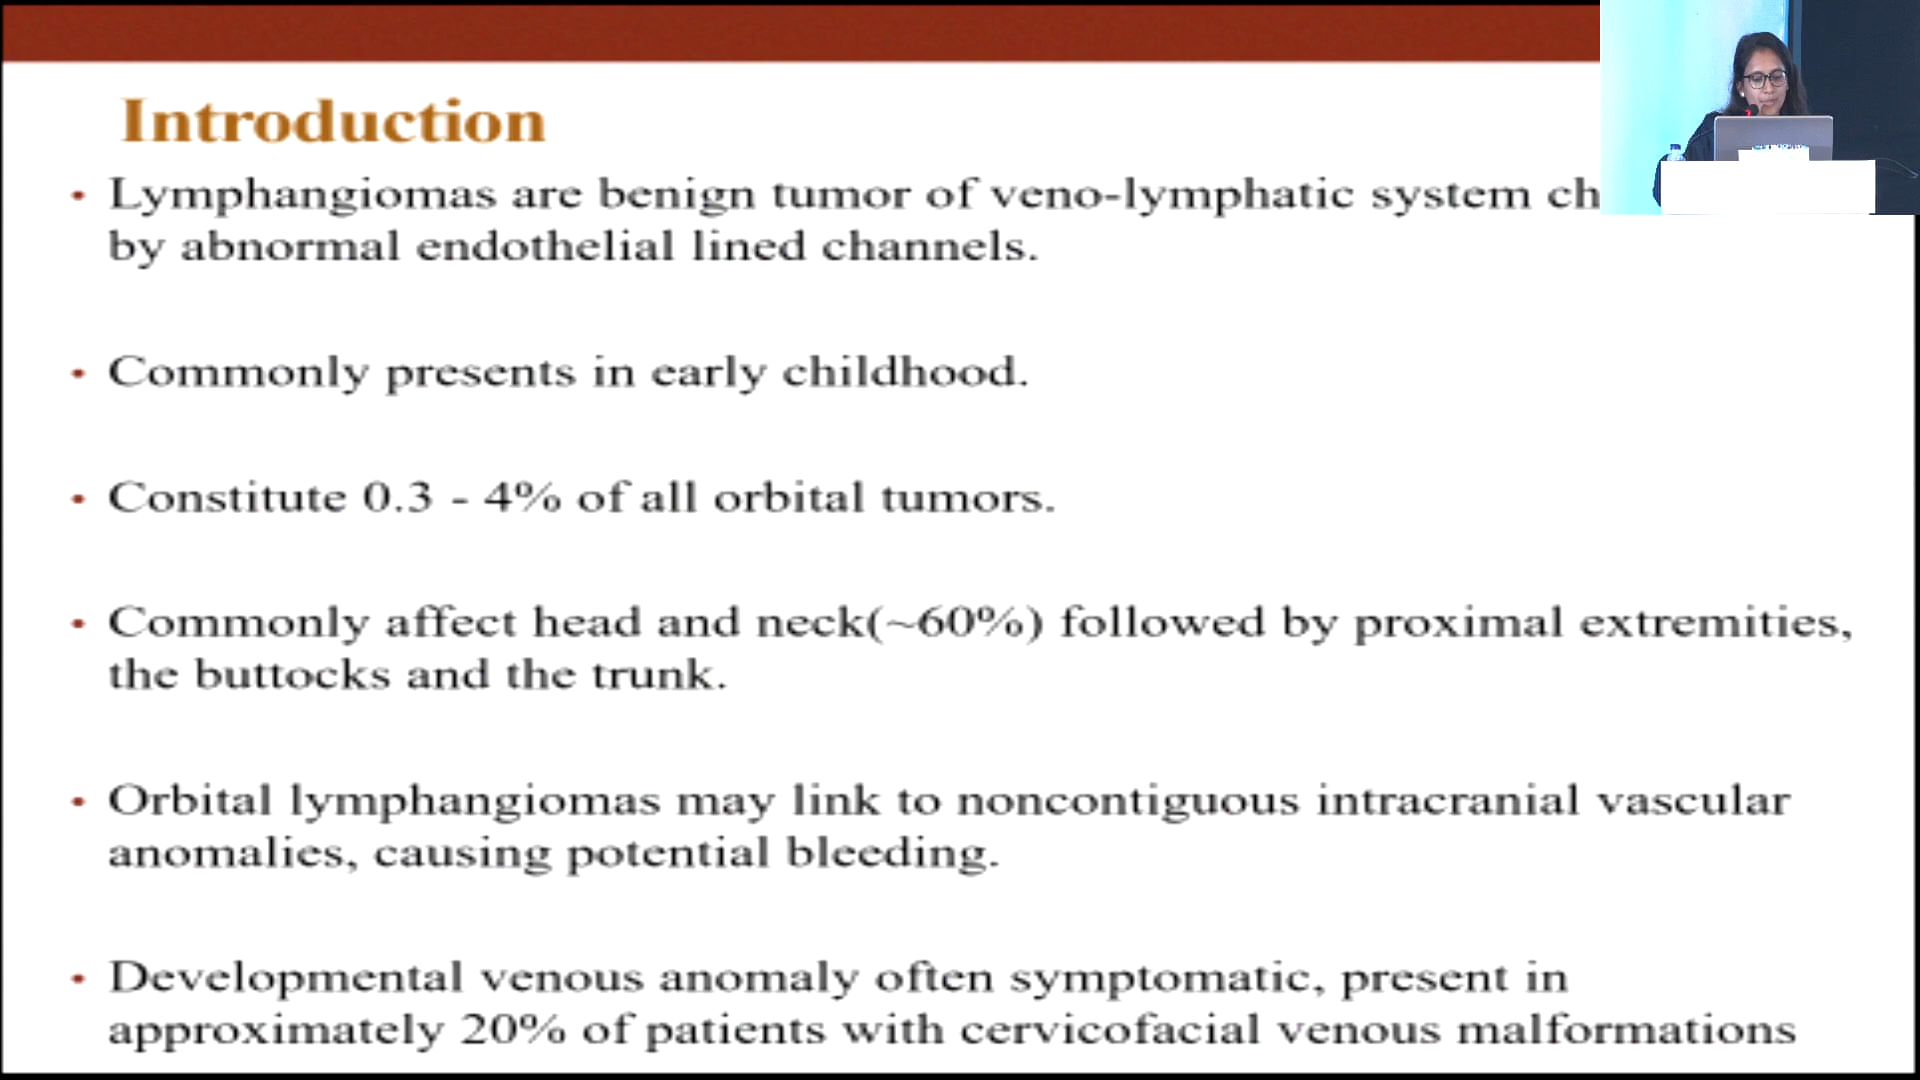 Introduction
• Lymphangiomas are benign tumor of veno-lymphatic system
by abnormal endothelial lined channels.
• Commonly presents in early childhood.
• Constitute 0.3 - 4% of all orbital tumors.
• Commonly affect head and neck(~60%) followed by proximal extremities,
the buttocks and the trunk.
• Orbital lymphangiomas may link to noncontiguous intracranial vascular
anomalies, causing potential bleeding.
• Developmental venous anomaly often symptomatic, present in
approximately 20% of patients with cervicofacial venous malformations